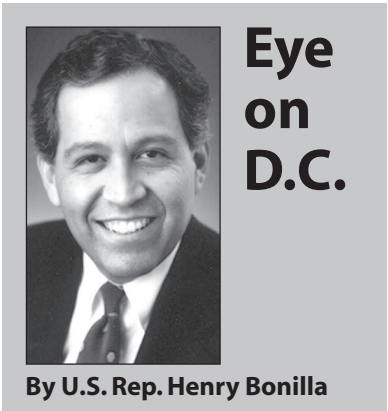 Eye
on
D.C.
By U.S. Rep. Henry Bonilla